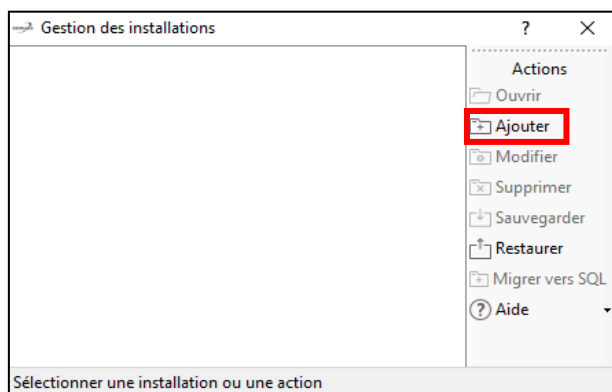 Gestion des installations
?
Actions
Ouvrir
Ajouter
Modifier
Supprimer
Sauvegarder
Restaurer
Migrer vers SQL
? Aide
Sélectionner une installation ou une action